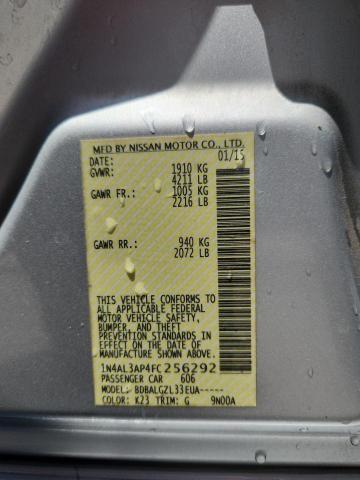 MFD BY NISSAN MOTOR CO., LTD.
DATE: 01/15
GVWR: 1910 KG
4211 LB
GAWR FR.: 1005 KG
2216 LB
GAWR RR.: 940 KG
2072 LB
THIS VEHICLE CONFORMS TO
ALL APPLICABLE FEDERAL
MOTOR VEHICLE SAFETY,
BUMPER, AND THEFT
PREVENTION STANDARDS IN
EFFECT ON THE DATE OF
MANUFACTURE SHOWN ABOVE.
1N4AL3AP4FC256292
PASSENGER CAR 606
MODEL: BDBALGZL33EUA-----
COLOR: K23 TRIM: G 9N00A